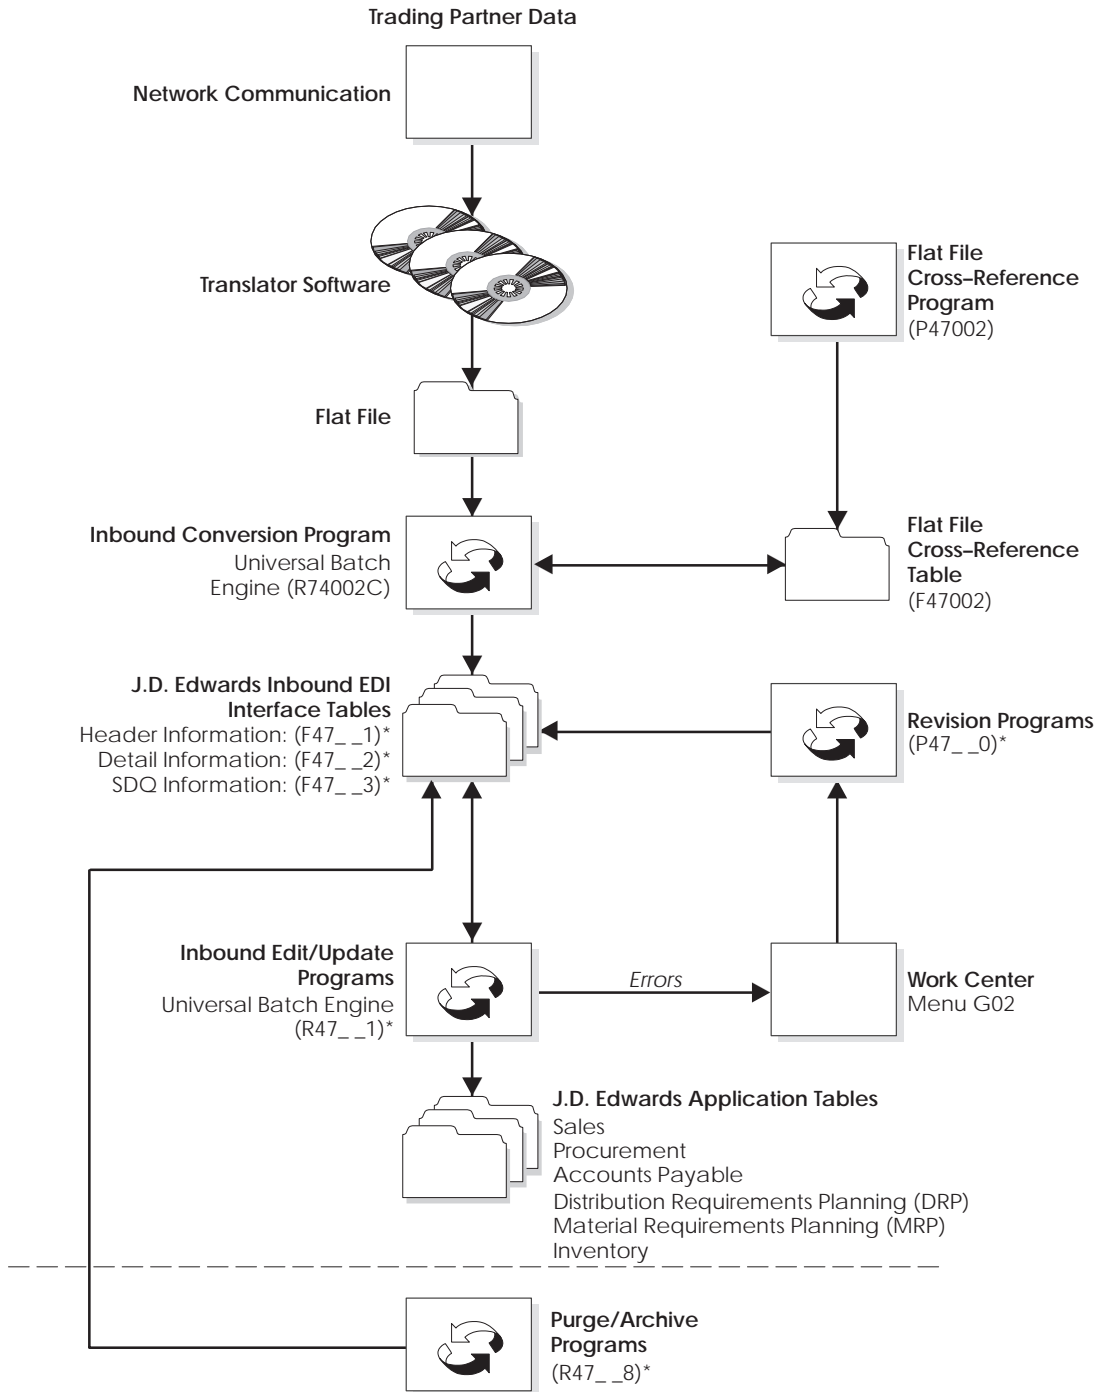 Trading Partner Data
Network Communication
Translator Software
Flat File
Cross–Reference
Program
(P47002)
Flat File
Inbound Conversion Program
Universal Batch
Engine (R74002C)
Flat File
Cross–Reference
Table
(F47002)
J.D. Edwards Inbound EDI
Interface Tables
Header Information: (F47_ _1)*
Detail Information: (F47_ _2)*
SDQ Information: (F47_ _3)*
Revision Programs
(P47_ _0)*
Inbound Edit/Update
Programs
Universal Batch Engine
(R47_ _1)*
Errors
Work Center
Menu G02
J.D. Edwards Application Tables
Sales
Procurement
Accounts Payable
Distribution Requirements Planning (DRP)
Material Requirements Planning (MRP)
Inventory
Purge/Archive
Programs
(R47_ _8)*